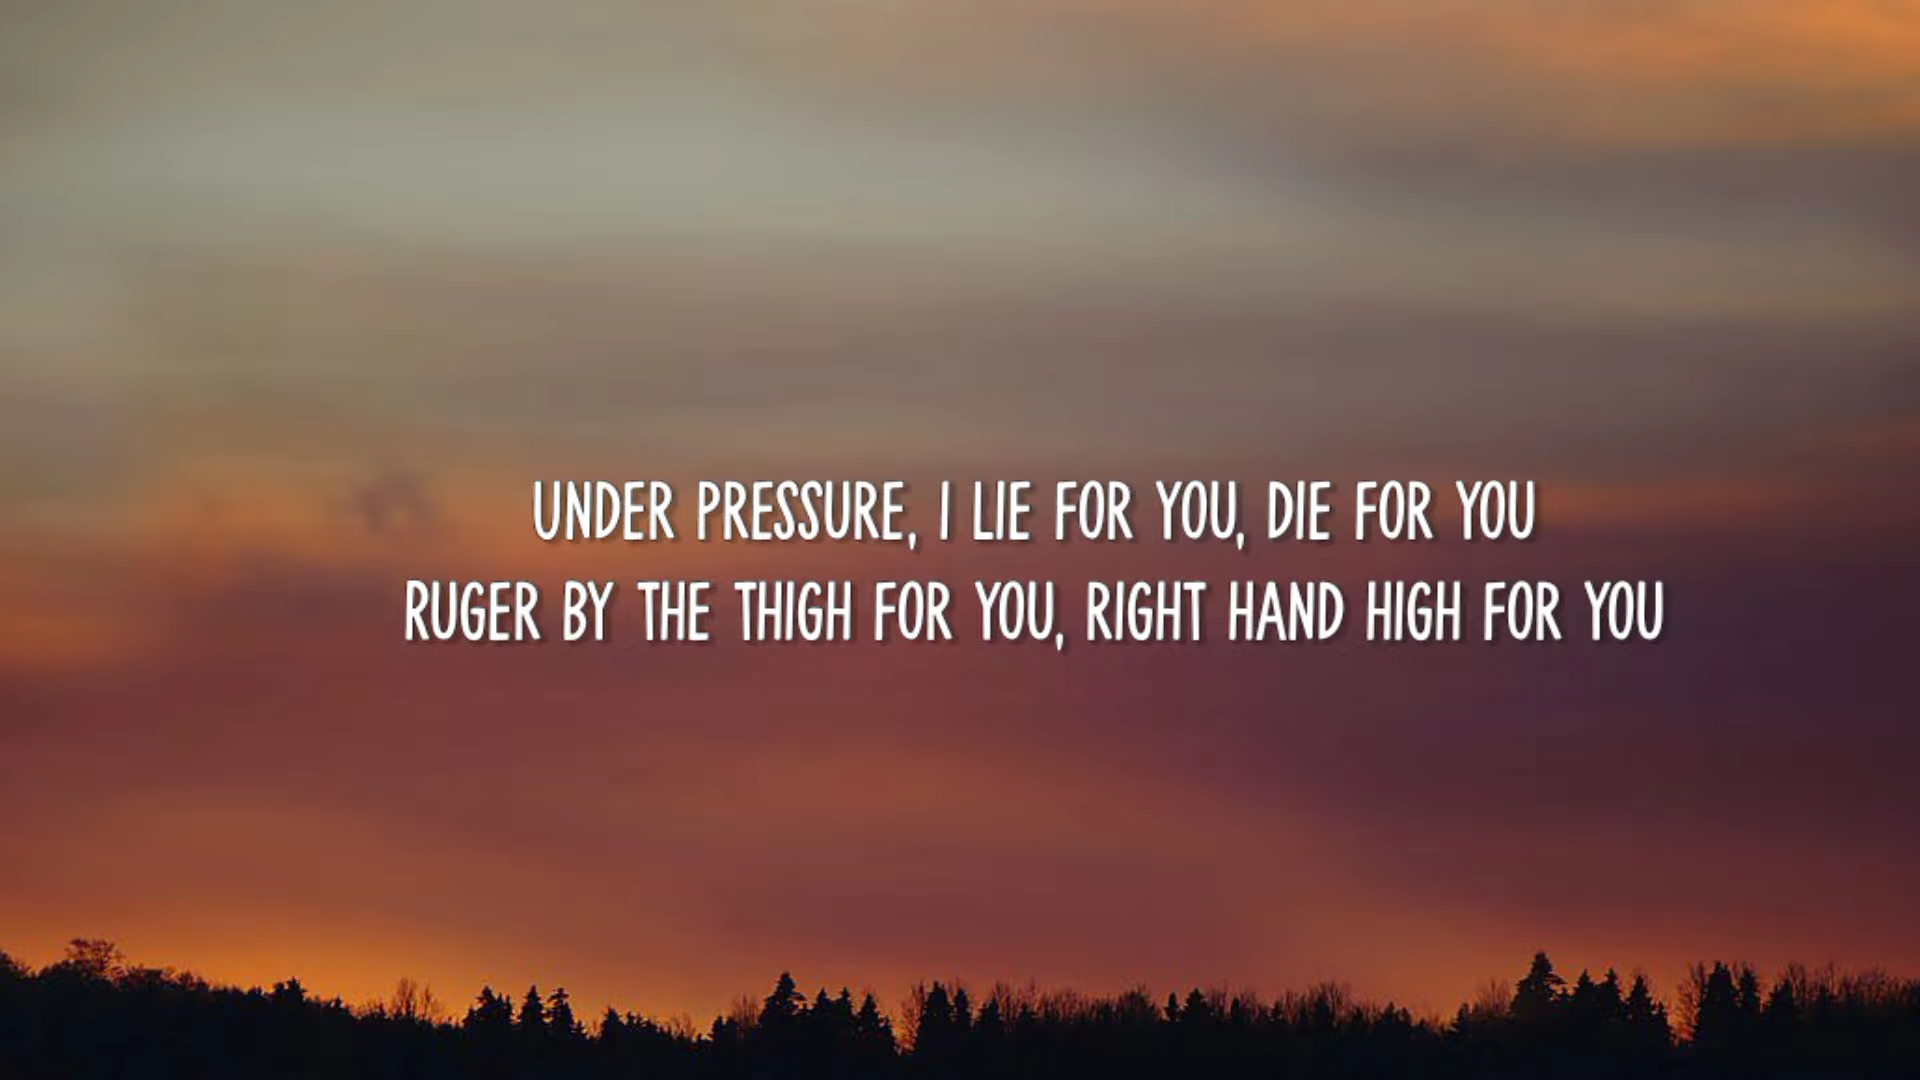 UNDER PRESSURE, I LIE FOR YOU, DIE FOR YOU
RUGER BY THE THIGH FOR YOU, RIGHT HAND HIGH FOR YOU